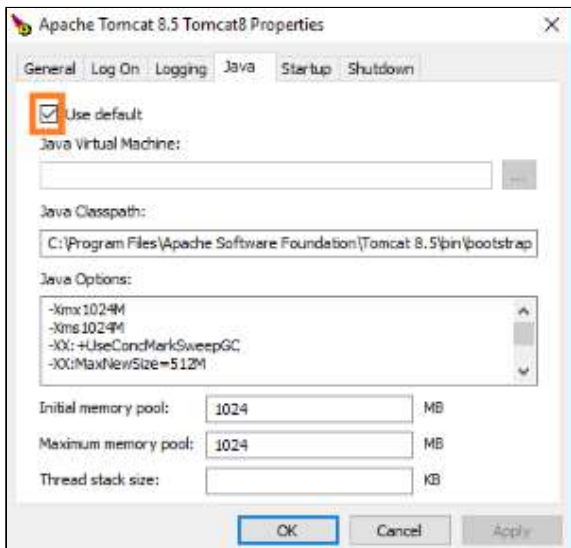 Apache Tomcat 8.5 Tomcat8 Properties
General Log On Logging Java Startup Shutdown
Use default
Java Virtual Machine:
...
Java Classpath:
C:\Program Files\Apache Software Foundation\Tomcat 8.5\bin\bootstrap
Java Options:
-Xmx1024M
-Xms1024M
-XX:+UseConcMarkSweepGC
-XX:MaxNewSize=512M
Initial memory pool: 1024 MB
Maximum memory pool: 1024 MB
Thread stack size: KB
OK Cancel Apply